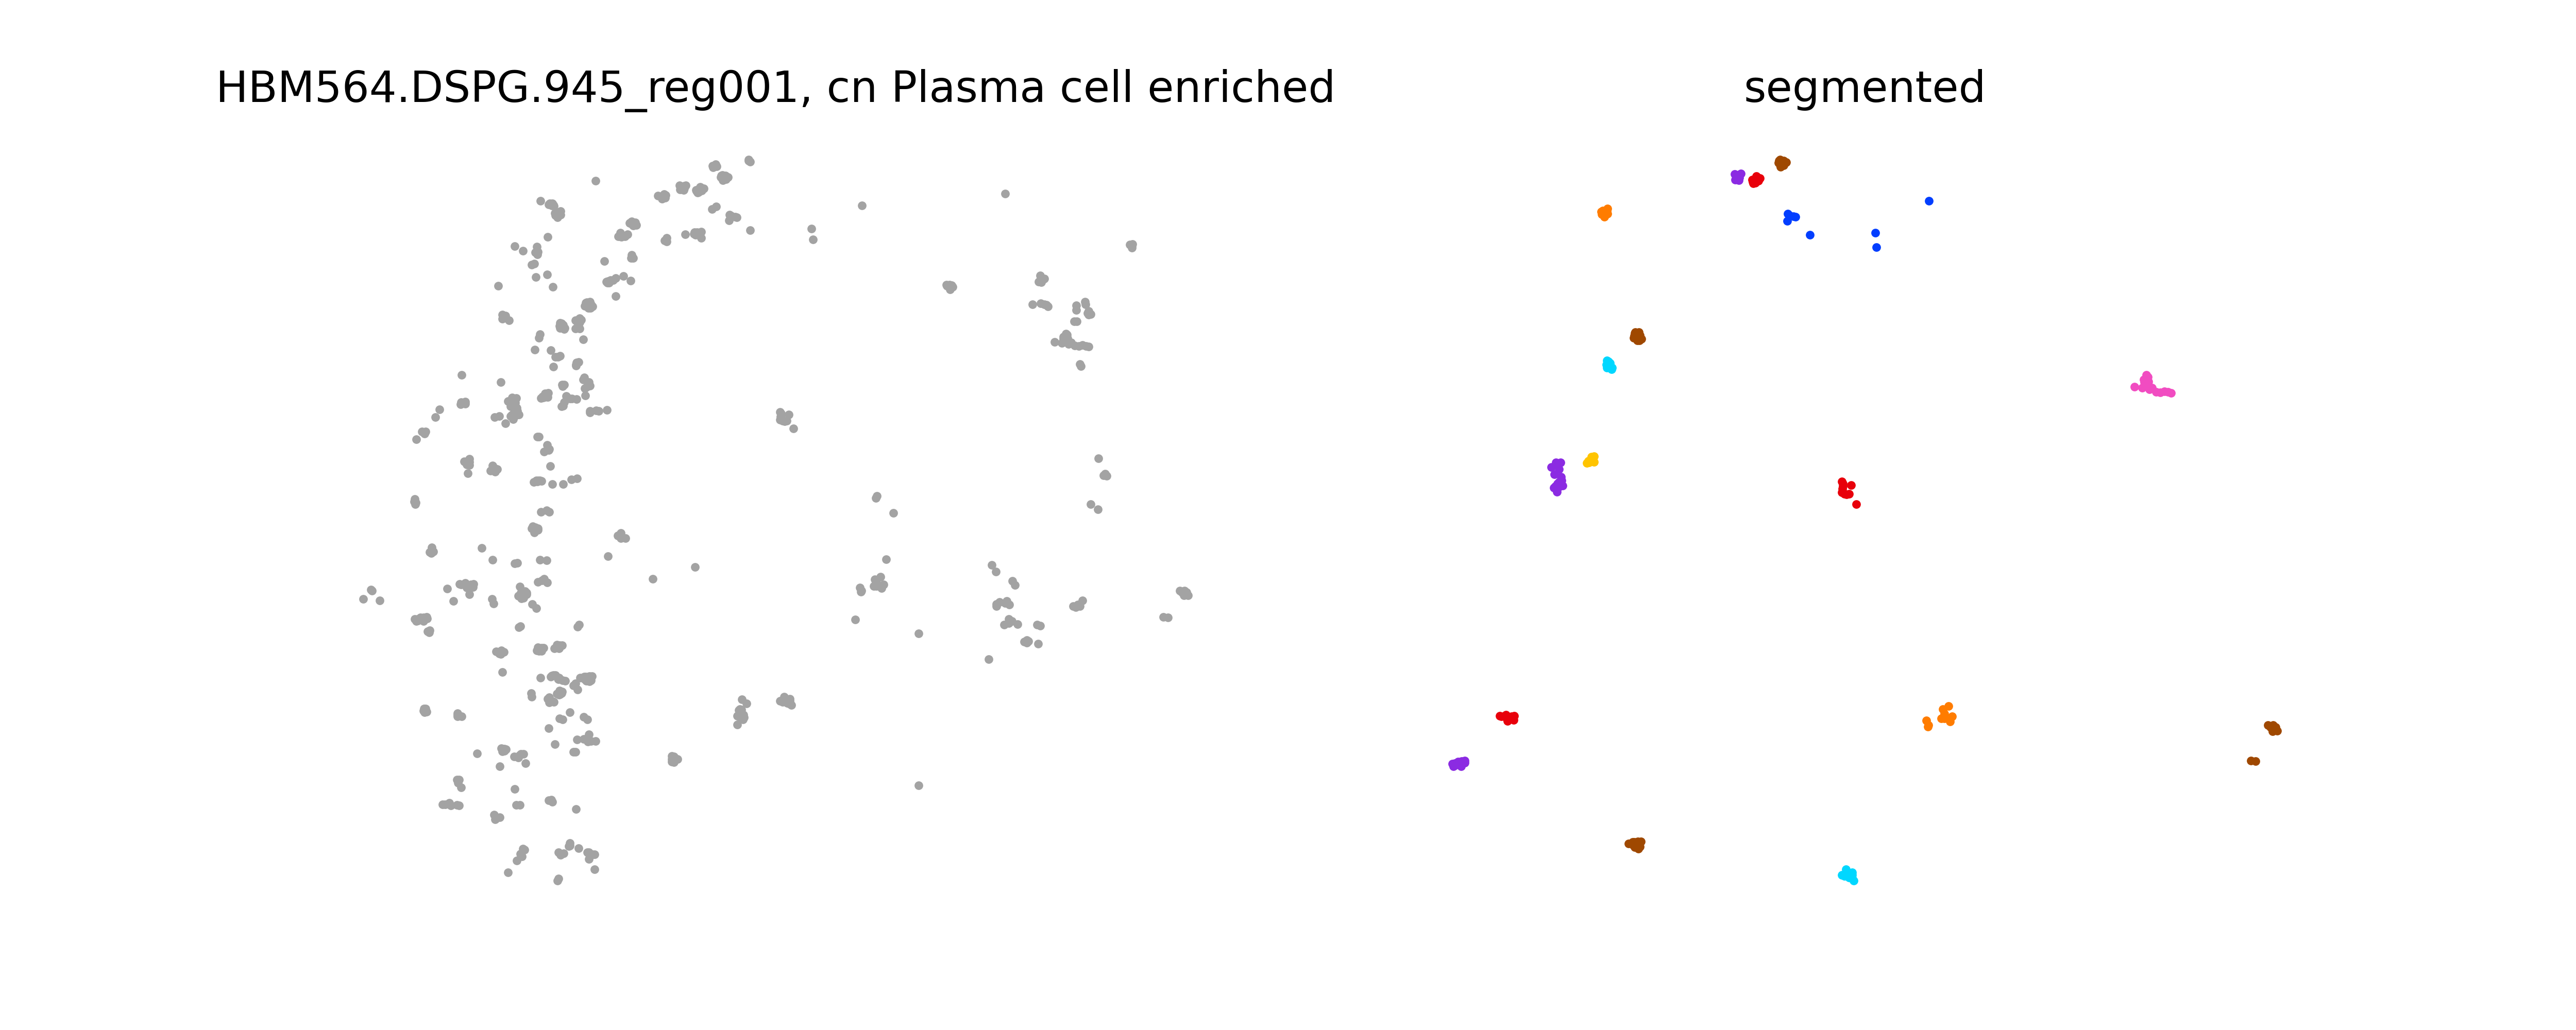 HBM564.DSPG.945_reg001, cn Plasma cell enriched
segmented